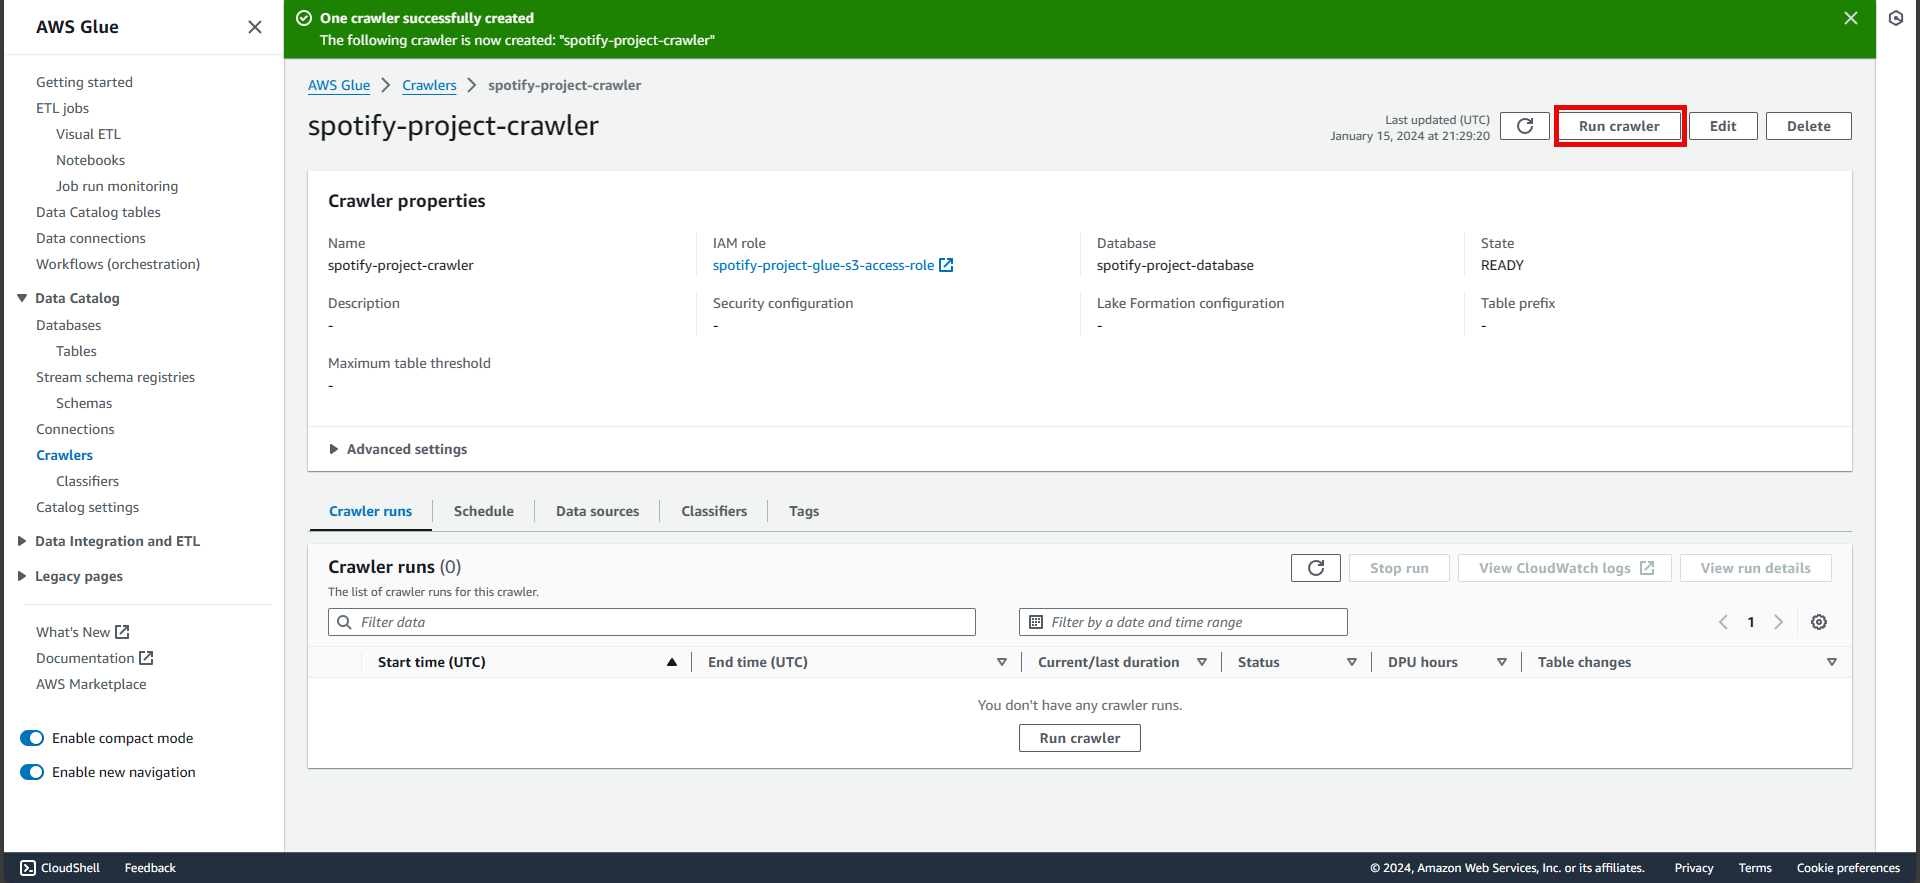 AWS Glue
Getting started
ETL jobs
Visual ETL
Notebooks
Job run monitoring
Data Catalog tables
Data connections
Workflows (orchestration)
Data Catalog
Databases
Tables
Stream schema registries
Schemas
Connections
Crawlers
Classifiers
Catalog settings
Data Integration and ETL
Legacy pages
What's New
Documentation
AWS Marketplace
Enable compact mode
Enable new navigation
One crawler successfully created
The following crawler is now created: "spotify-project-crawler"
AWS Glue > Crawlers > spotify-project-crawler
spotify-project-crawler
Last updated (UTC)
January 15, 2024 at 21:29:20
Run crawler
Edit
Delete
Crawler properties
Name
spotify-project-crawler
IAM role
spotify-project-glue-s3-access-role
Database
spotify-project-database
State
READY
Description
-
Security configuration
-
Lake Formation configuration
-
Table prefix
-
Maximum table threshold
-
Advanced settings
Crawler runs
Schedule
Data sources
Classifiers
Tags
Crawler runs (0)
The list of crawler runs for this crawler.
Stop run
View CloudWatch logs
View run details
Filter data
Filter by a date and time range
1
Start time (UTC)
End time (UTC)
Current/last duration
Status
DPU hours
Table changes
You don't have any crawler runs.
Run crawler
CloudShell
Feedback
© 2024, Amazon Web Services, Inc. or its affiliates.
Privacy
Terms
Cookie preferences